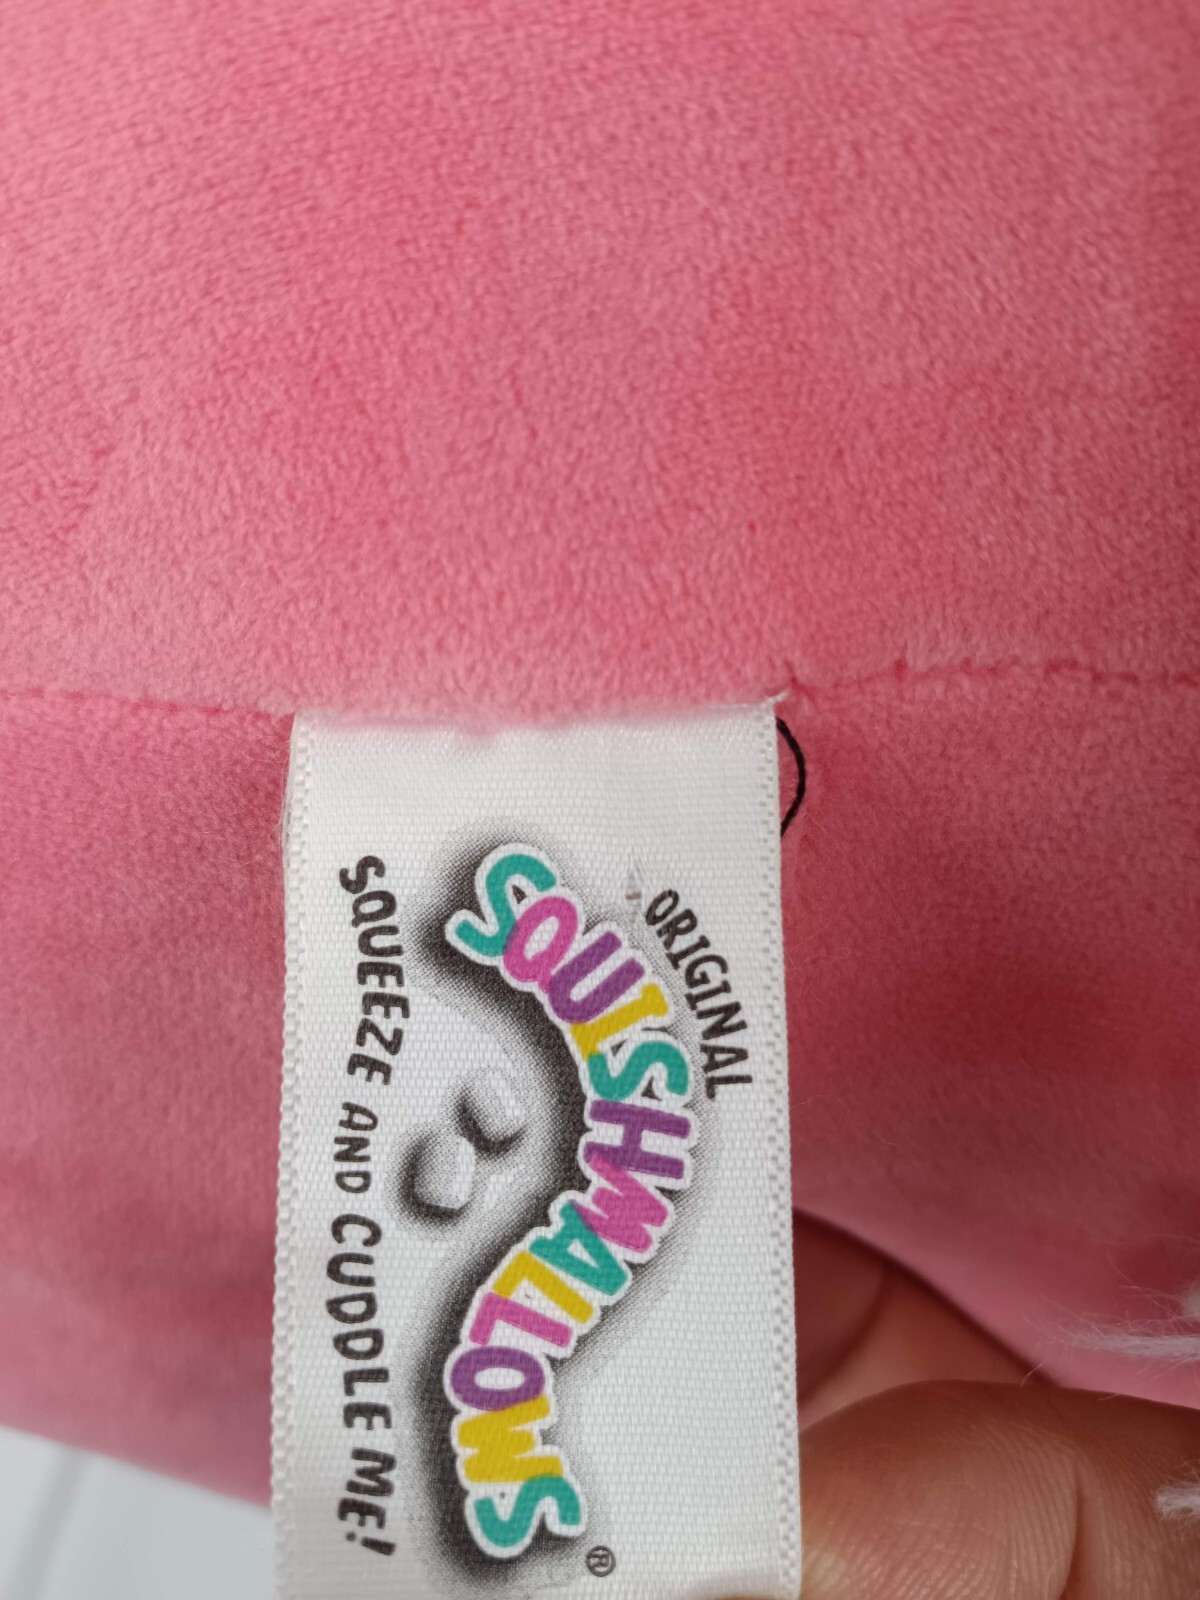 ORIGINAL
SQUISHMALLOWS®
SQUEEZE AND CUDDLE ME!